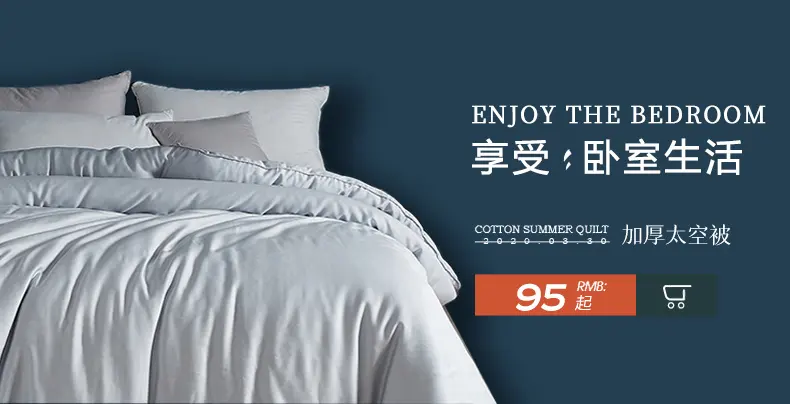 ENJOY THE BEDROOM
享受 卧室生活
COTTON SUMMER QUILT
2020.03.30
加厚太空被
95 RMB:
起